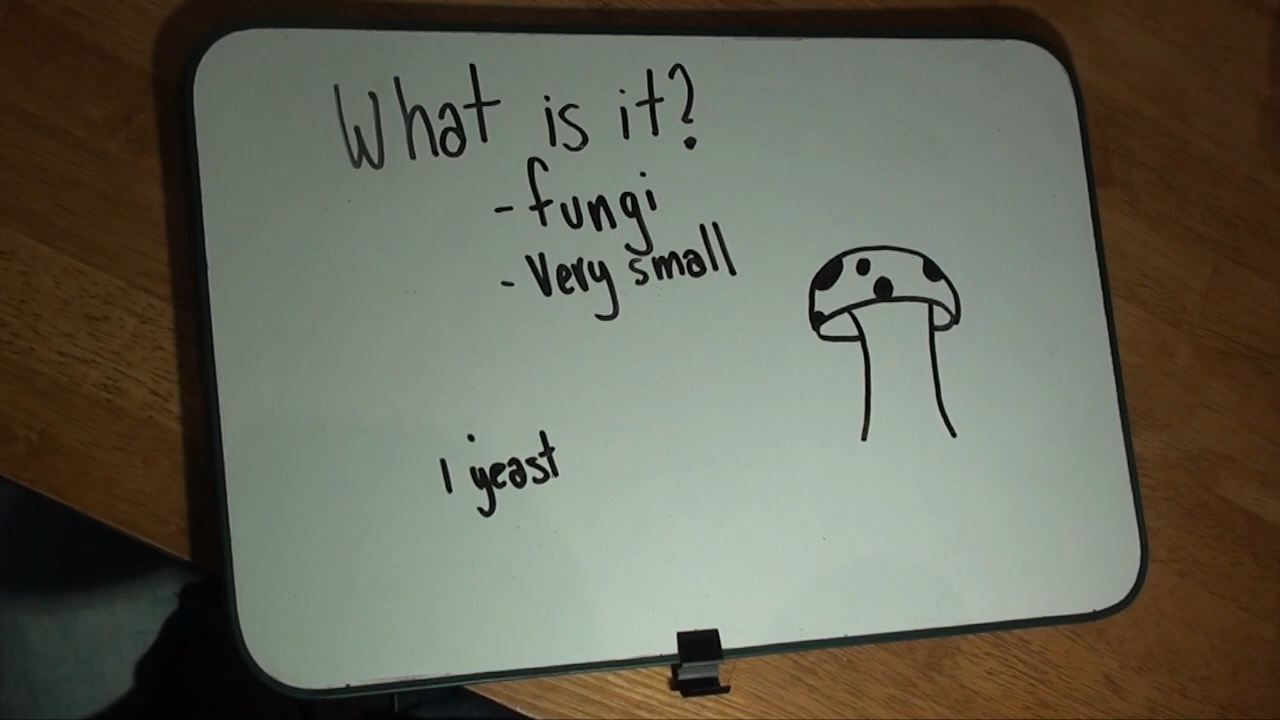 What is it?
- fungi
- Very small
1 yeast